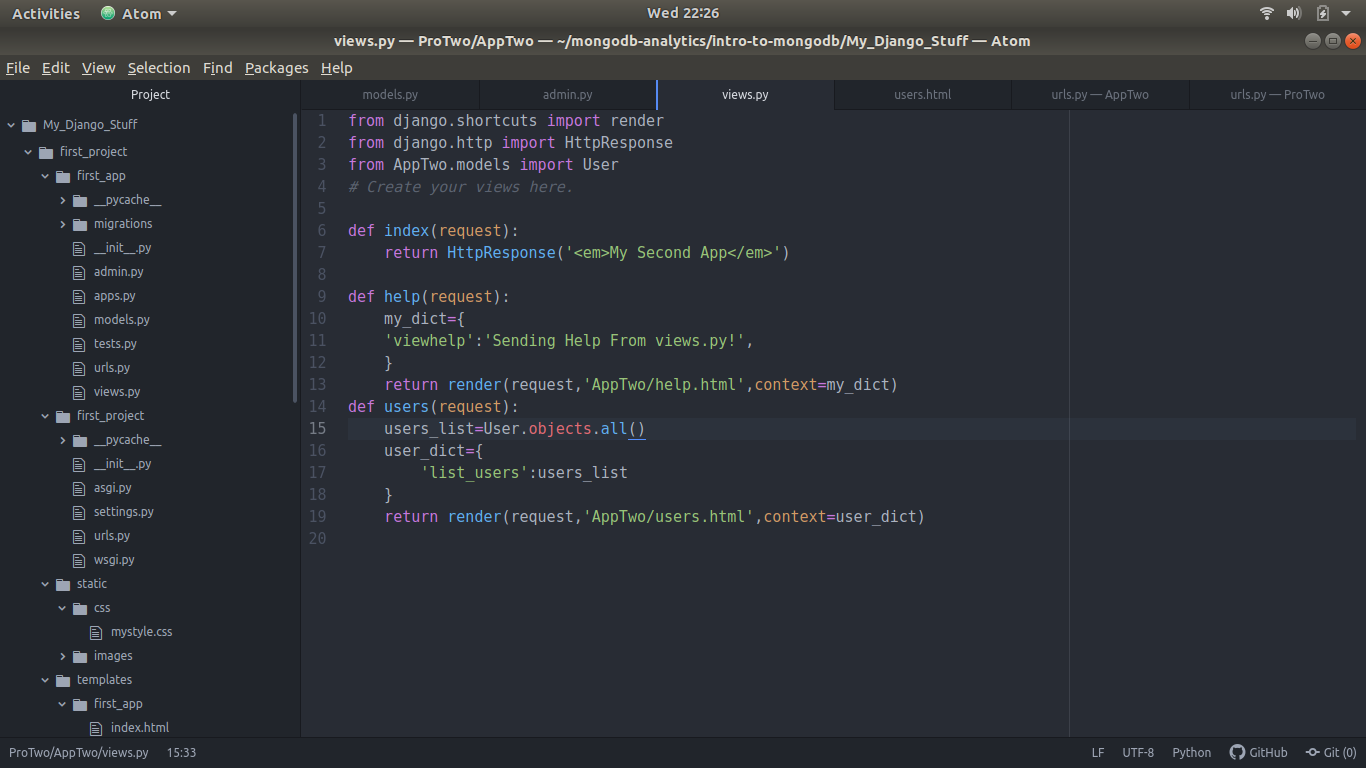 Activities Atom Wed 22:26
views.py — ProTwo/AppTwo — ~/mongodb-analytics/intro-to-mongodb/My_Django_Stuff — Atom
File Edit View Selection Find Packages Help
Project
My_Django_Stuff
first_project
first_app
__pycache__
migrations
__init__.py
admin.py
apps.py
models.py
tests.py
urls.py
views.py
first_project
__pycache__
__init__.py
asgi.py
settings.py
urls.py
wsgi.py
static
css
mystyle.css
images
templates
first_app
index.html
models.py admin.py views.py users.html urls.py — AppTwo urls.py — ProTwo
1 from django.shortcuts import render
2 from django.http import HttpResponse
3 from AppTwo.models import User
4 # Create your views here.
5
6 def index(request):
7     return HttpResponse('<em>My Second App</em>')
8
9 def help(request):
10     my_dict={
11     'viewhelp':'Sending Help From views.py!',
12     }
13     return render(request,'AppTwo/help.html',context=my_dict)
14 def users(request):
15     users_list=User.objects.all()
16     user_dict={
17         'list_users':users_list
18     }
19     return render(request,'AppTwo/users.html',context=user_dict)
20
ProTwo/AppTwo/views.py 15:33 LF UTF-8 Python GitHub Git (0)